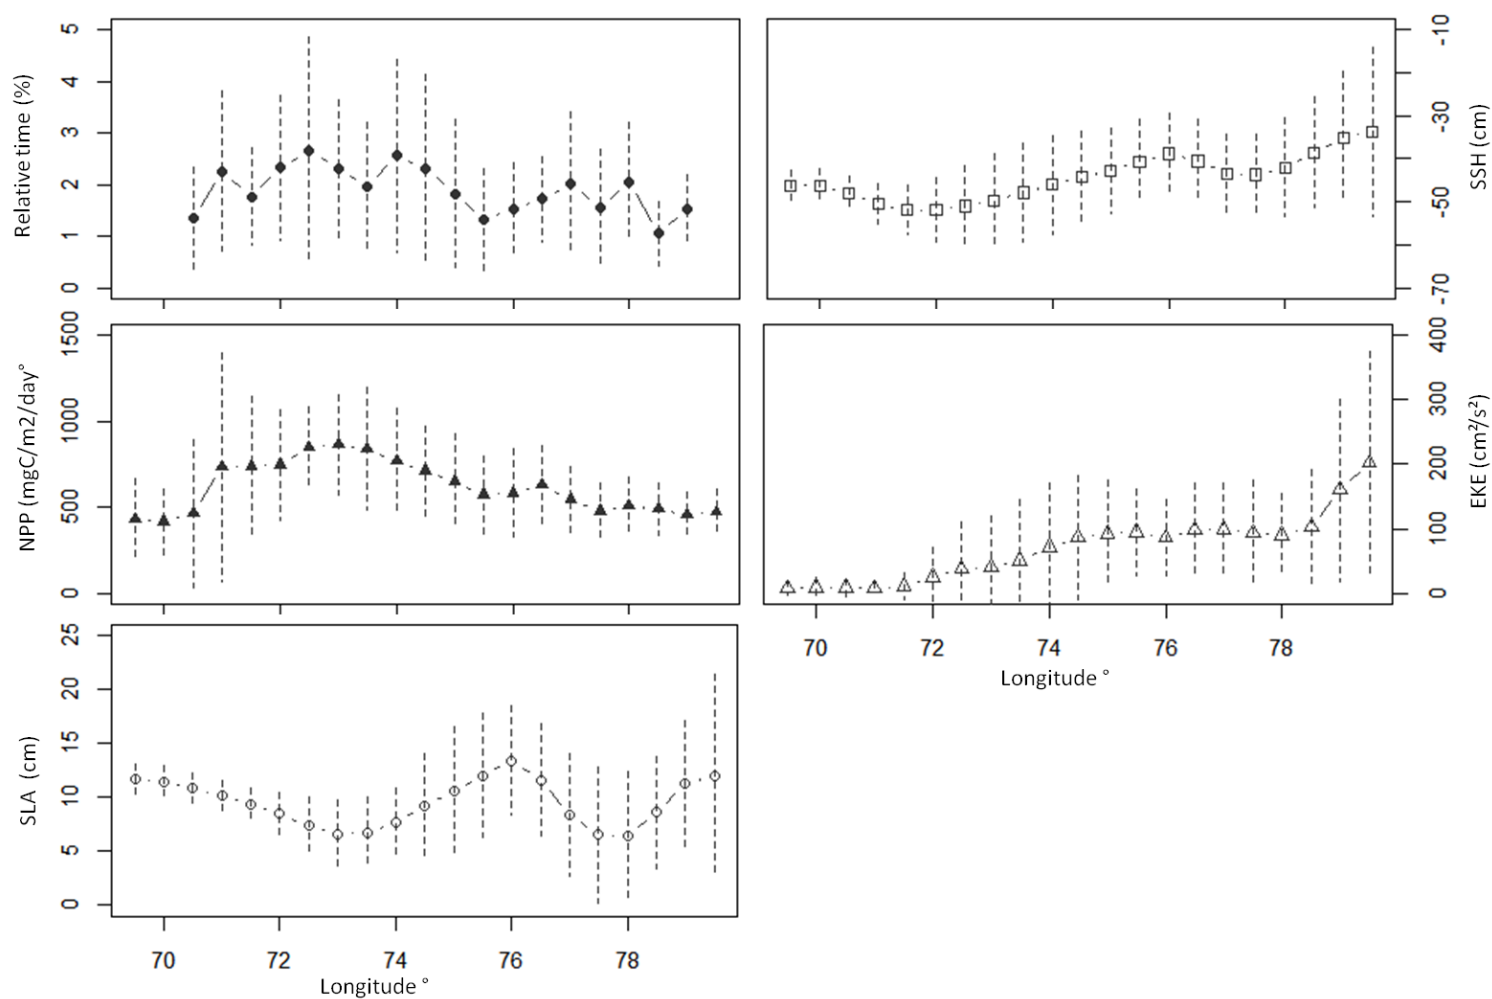 Relative time (%)
5
4
3
2
1
0
SSH (cm)
-10
-30
-50
-70
NPP (mgC/m2/day°
1500
1000
500
0
EKE (cm²/s²)
400
300
200
100
0
70 72 74 76 78
Longitude °
SLA (cm)
25
20
15
10
5
0
70 72 74 76 78
Longitude °